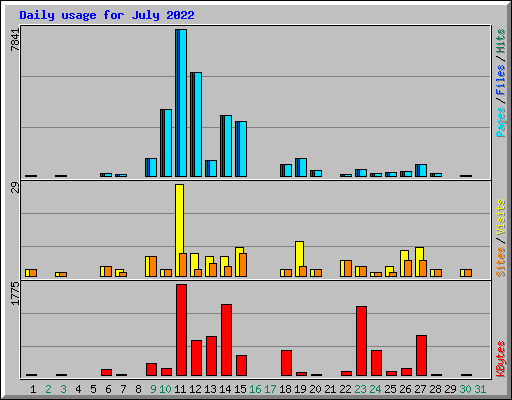 Daily usage for July 2022
7841
29
1775
Pages / Files / Hits
Sites / Visits
KBytes
1 2 3 4 5 6 7 8 9 10 11 12 13 14 15 16 17 18 19 20 21 22 23 24 25 26 27 28 29 30 31